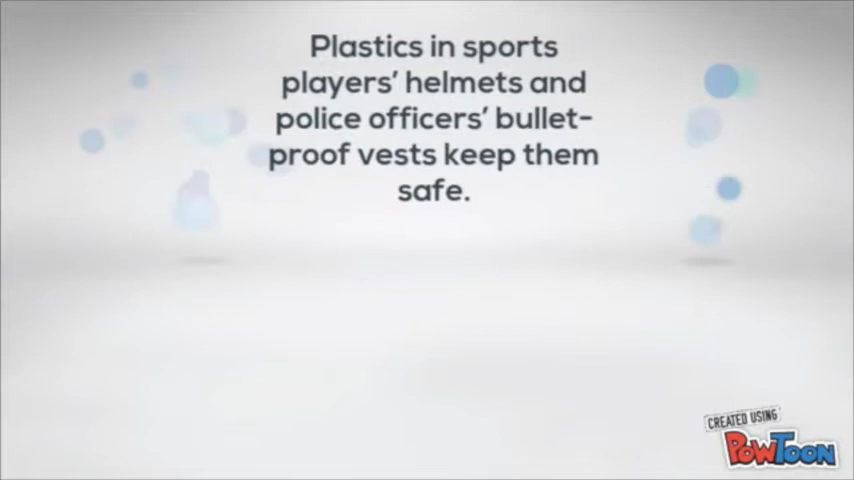 Plastics in sports
players’ helmets and
police officers’ bullet-
proof vests keep them
safe.
CREATED USING
POWTOON